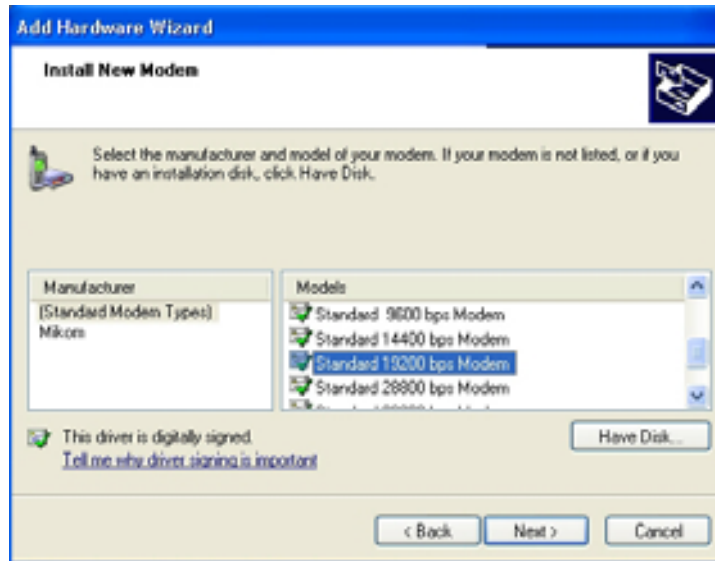 Add Hardware Wizard
Install New Modem
Select the manufacturer and model of your modem. If your modem is not listed, or if you
have an installation disk, click Have Disk.
Manufacturer
(Standard Modem Types)
Mikom
Models
Standard 9600 bps Modem
Standard 14400 bps Modem
Standard 19200 bps Modem
Standard 28800 bps Modem
This driver is digitally signed.
Tell me why driver signing is important
Have Disk...
< Back
Next >
Cancel